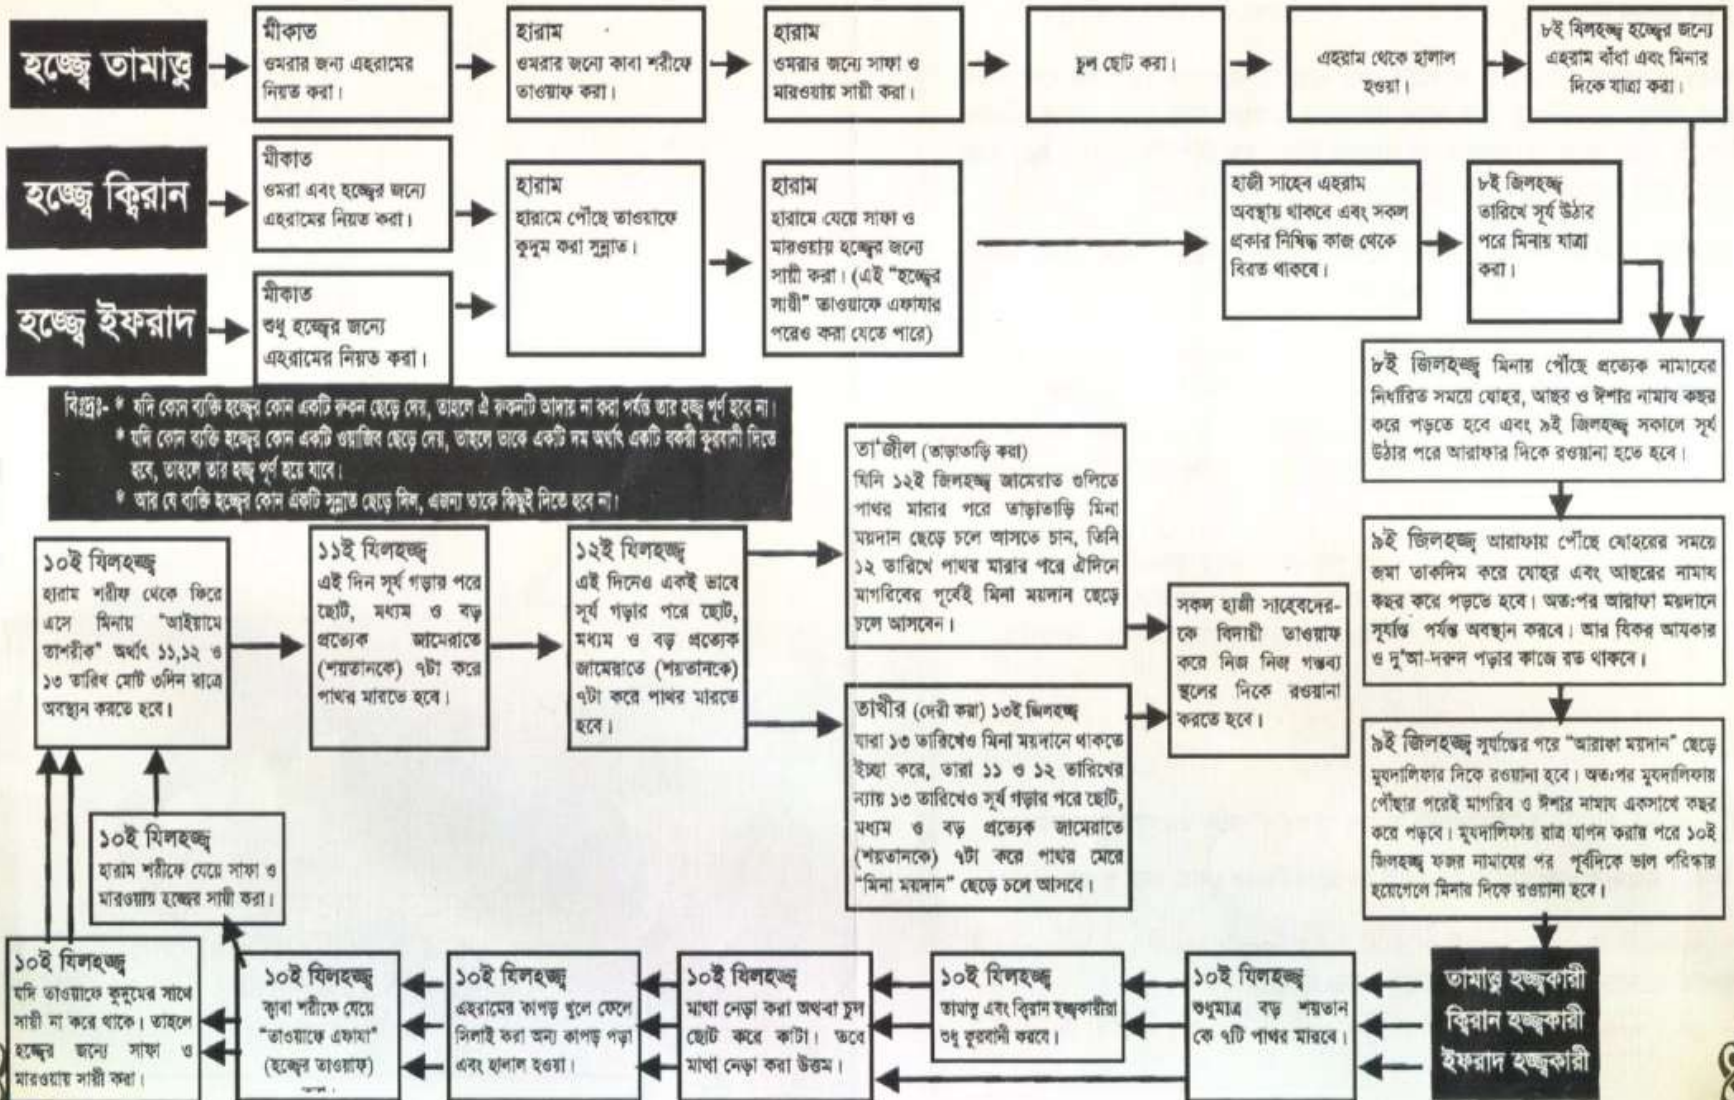 হজ্জে তামাত্তু
মীকাত
ওমরার জন্য এহরামের
নিয়ত করা।
হারাম
ওমরার জন্যে কাবা শরীফে
তাওয়াফ করা।
হারাম
ওমরার জন্যে সাফা ও
মারওয়ায় সায়ী করা।
চুল ছোট করা।
এহরাম থেকে হালাল
হওয়া।
৮ই যিলহজ্জ হজ্জের জন্যে
এহরাম বাঁধা এবং মিনার
দিকে যাত্রা করা।
হজ্জে ক্বিরান
মীকাত
ওমরা এবং হজ্জের জন্যে
এহরামের নিয়ত করা।
হজ্জে ইফরাদ
মীকাত
শুধু হজ্জের জন্যে
এহরামের নিয়ত করা।
হারাম
হারামে পৌঁছে তাওয়াফে
কুদুম করা সুন্নাত।
হারাম
হারামে যেয়ে সাফা ও
মারওয়ায় হজ্জের জন্যে
সায়ী করা। (এই "হজ্জের
সায়ী" তাওয়াফে এফাযার
পরেও করা যেতে পারে)
হাজী সাহেব এহরাম
অবস্থায় থাকবে এবং সকল
প্রকার নিষিদ্ধ কাজ থেকে
বিরত থাকবে।
৮ই জিলহজ্জ
তারিখে সূর্য উঠার
পরে মিনায় যাত্রা
করা।
৮ই জিলহজ্জ মিনায় পৌঁছে প্রত্যেক নামাযের
নির্ধারিত সময়ে যোহর, আছর ও ঈশার নামায কছর
করে পড়তে হবে এবং ৯ই জিলহজ্জ সকালে সূর্য
উঠার পরে আরাফার দিকে রওয়ানা হতে হবে।
৯ই জিলহজ্জ আরাফায় পৌঁছে যোহরের সময়ে
জমা তাকদিম করে যোহর এবং আছরের নামায
কছর করে পড়তে হবে। অতঃপর আরাফা ময়দানে
সূর্যাস্ত পর্যন্ত অবস্থান করবে। আর যিকর আযকার
ও দু'আ-দরুদ পড়ার কাজে রত থাকবে।
৯ই জিলহজ্জ সূর্যাস্তের পরে "আরাফা ময়দান" ছেড়ে
মুযদালিফার দিকে রওয়ানা হবে। অতঃপর মুযদালিফায়
পৌঁছার পরেই মাগরিব ও ঈশার নামায একসাথে কছর
করে পড়বে। মুযদালিফায় রাত্র যাপন করার পরে ১০ই
জিলহজ্জ ফজর নামাযের পর পূর্বদিকে ভাল পরিষ্কার
হয়েগেলে মিনার দিকে রওয়ানা হবে।
তামাত্তু হজ্জকারী
ক্বিরান হজ্জকারী
ইফরাদ হজ্জকারী
১০ই যিলহজ্জ
শুধুমাত্র বড় শয়তান
কে ৭টি পাথর মারবে।
১০ই যিলহজ্জ
তামাত্তু এবং ক্বিরান হজ্জকারীরা
শুধু কুরবানী করবে।
১০ই যিলহজ্জ
মাথা নেড়া করা অথবা চুল
ছোট করে কাটা। তবে
মাথা নেড়া করা উত্তম।
১০ই যিলহজ্জ
এহরামের কাপড় খুলে ফেলে
সিলাই করা অন্য কাপড় পড়া
এবং হালাল হওয়া।
১০ই যিলহজ্জ
ক্বাবা শরীফে যেয়ে
"তাওয়াফে এফাযা"
(হজ্জের তাওয়াফ)
১০ই যিলহজ্জ
যদি তাওয়াফে কুদুমের সাথে
সায়ী না করে থাকে। তাহলে
হজ্জের জন্যে সাফা ও
মারওয়ায় সায়ী করা।
১০ই যিলহজ্জ
হারাম শরীফে যেয়ে সাফা ও
মারওয়ায় হজ্জের সায়ী করা।
১০ই যিলহজ্জ
হারাম শরীফ থেকে ফিরে
এসে মিনায় "আইয়ামে
তাশরীক" অর্থাৎ ১১,১২ ও
১৩ তারিখ মোট ৩দিন রাত্রে
অবস্থান করতে হবে।
১১ই যিলহজ্জ
এই দিন সূর্য গড়ার পরে
ছোট, মধ্যম ও বড়
প্রত্যেক জামেরাতে
(শয়তানকে) ৭টা করে
পাথর মারতে হবে।
১২ই যিলহজ্জ
এই দিনেও একই ভাবে
সূর্য গড়ার পরে ছোট,
মধ্যম ও বড় প্রত্যেক
জামেরাতে (শয়তানকে)
৭টা করে পাথর মারতে
হবে।
তা'জীল (তাড়াতাড়ি করা)
যিনি ১২ই জিলহজ্জ জামেরাত গুলিতে
পাথর মারার পরে তাড়াতাড়ি মিনা
ময়দান ছেড়ে চলে আসতে চান, তিনি
১২ তারিখে পাথর মারার পরে ঐদিনে
মাগরিবের পূর্বেই মিনা ময়দান ছেড়ে
চলে আসবেন।
তাখীর (দেরী করা) ১৩ই জিলহজ্জ
যারা ১৩ তারিখেও মিনা ময়দানে থাকতে
ইচ্ছা করে, তারা ১১ ও ১২ তারিখের
ন্যায় ১৩ তারিখেও সূর্য গড়ার পরে ছোট,
মধ্যম ও বড় প্রত্যেক জামেরাতে
(শয়তানকে) ৭টা করে পাথর মেরে
"মিনা ময়দান" ছেড়ে চলে আসবে।
সকল হাজী সাহেবদের-
কে বিদায়ী তাওয়াফ
করে নিজ নিজ গন্তব্য
স্থলের দিকে রওয়ানা
করতে হবে।
বিঃদ্রঃ- * যদি কোন ব্যক্তি হজ্জের কোন একটি রুকন ছেড়ে দেয়, তাহলে ঐ রুকনটি আদায় না করা পর্যন্ত তার হজ্জ পূর্ণ হবে না।
* যদি কোন ব্যক্তি হজ্জের কোন একটি ওয়াজিব ছেড়ে দেয়, তাহলে তাকে একটি দম অর্থাৎ একটি বকরী কুরবানী দিতে
হবে, তাহলে তার হজ্জ পূর্ণ হয়ে যাবে।
* আর যে ব্যক্তি হজ্জের কোন একটি সুন্নাত ছেড়ে দিল, এজন্য তাকে কিছুই দিতে হবে না।